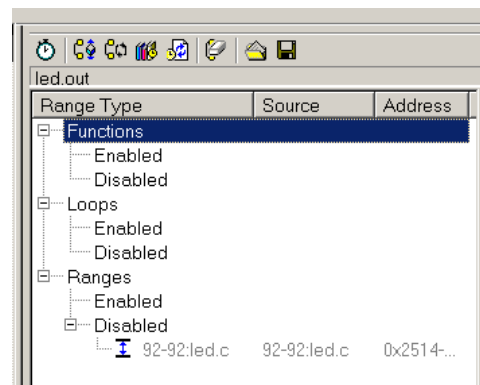 led.out
Range Type Source Address
Functions
Enabled
Disabled
Loops
Enabled
Disabled
Ranges
Enabled
Disabled
92-92:led.c 92-92:led.c 0x2514-...